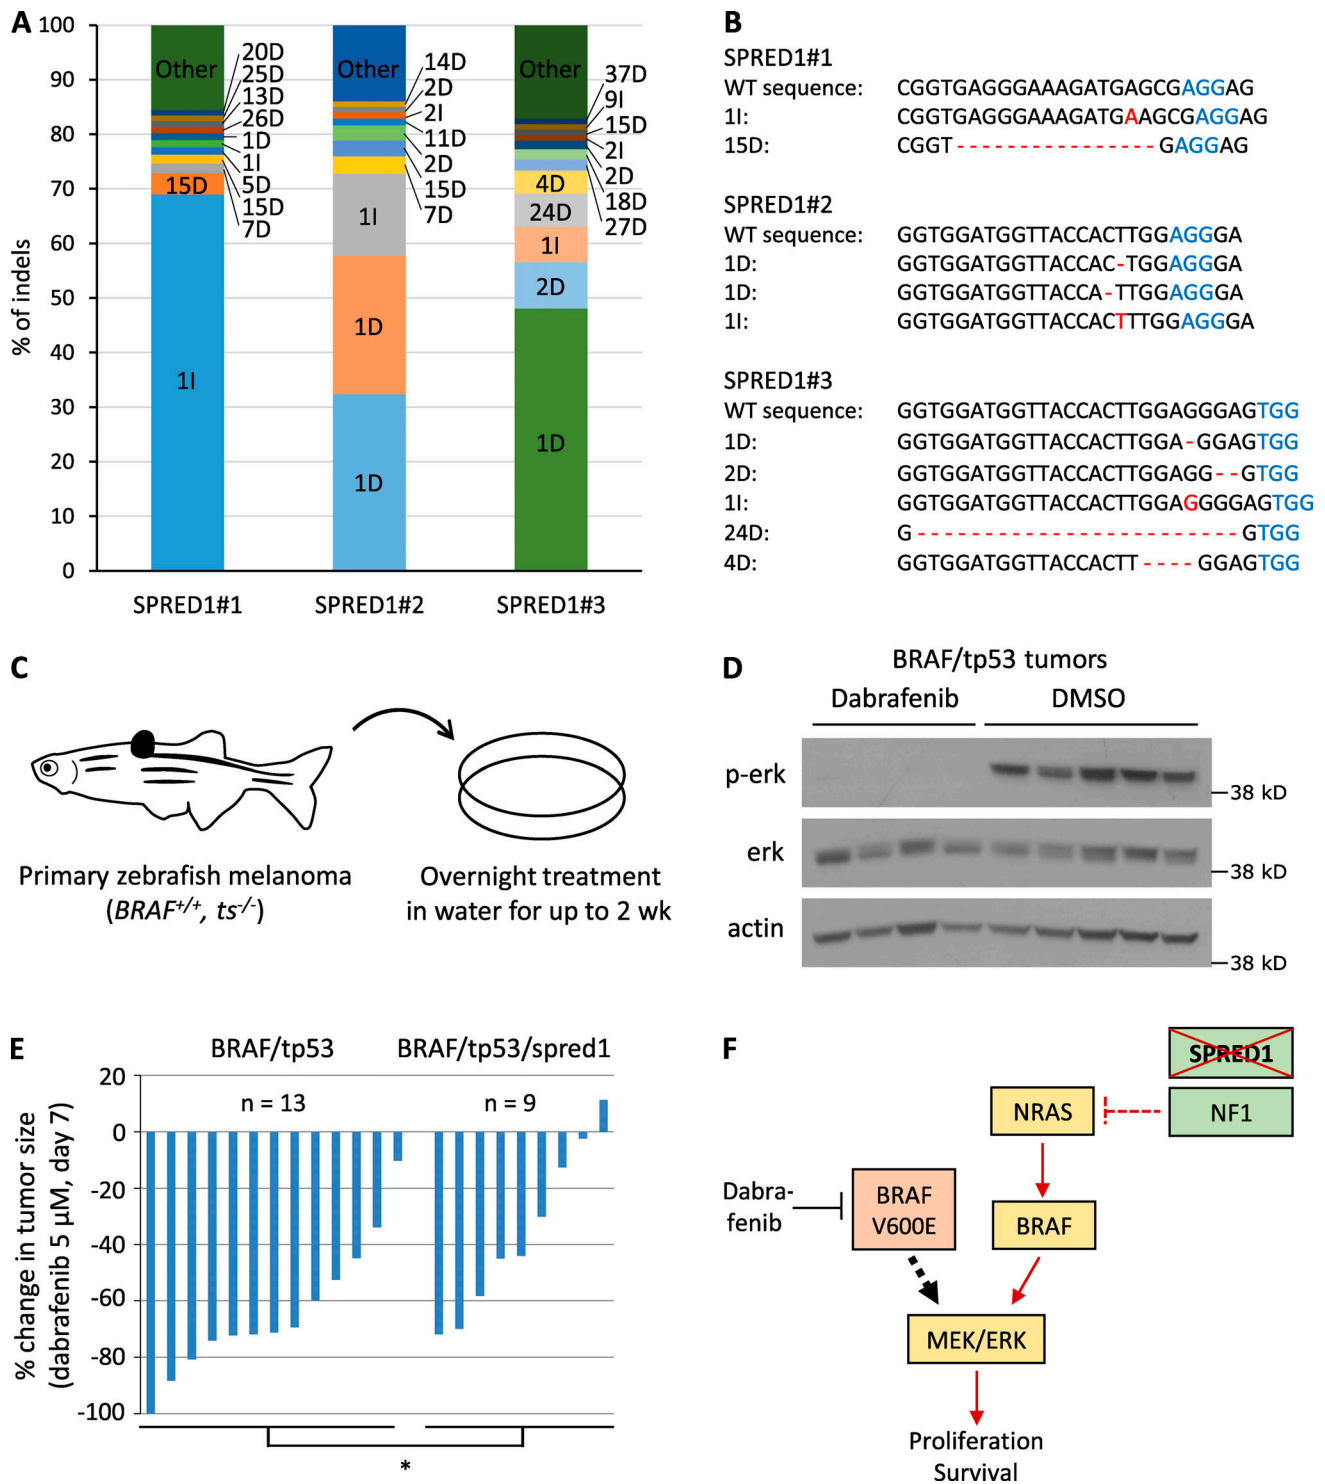 A
100
90
80
70
60
50
40
30
20
10
0
% of indels
Other
15D
1I
20D
25D
13D
26D
1D
1I
5D
15D
7D
Other
1I
1D
1D
14D
2D
2I
11D
2D
15D
7D
Other
4D
24D
1I
2D
1D
37D
9I
15D
2I
2D
18D
27D
SPRED1#1
SPRED1#2
SPRED1#3
B
SPRED1#1
WT sequence: CGGTGAGGGAAAGATGAGCGAGGAG
1I: CGGTGAGGGAAAGATGAAGCGAGGAG
15D: CGGT---------------GAGGAG
SPRED1#2
WT sequence: GGTGGATGGTTACCACTTGGAGGGA
1D: GGTGGATGGTTACCAC-TGGAGGGA
1D: GGTGGATGGTTACCA-TTGGAGGGA
1I: GGTGGATGGTTACCACTTTGGAGGGA
SPRED1#3
WT sequence: GGTGGATGGTTACCACTTGGAGGGAGTGG
1D: GGTGGATGGTTACCACTTGGA-GGAGTGG
2D: GGTGGATGGTTACCACTTGGAGG--GTGG
1I: GGTGGATGGTTACCACTTGGAGGGGAGTGG
24D: G------------------------GTGG
4D: GGTGGATGGTTACCACTT----GGAGTGG
C
Primary zebrafish melanoma
(BRAF+/+, ts-/-)
Overnight treatment
in water for up to 2 wk
D
BRAF/tp53 tumors
Dabrafenib DMSO
p-erk
38 kD
erk
38 kD
actin
38 kD
E
BRAF/tp53 BRAF/tp53/spred1
n = 13 n = 9
20
0
-20
-40
-60
-80
-100
% change in tumor size
(dabrafenib 5 µM, day 7)
*
F
SPRED1
NF1
NRAS
Dabra-
fenib
BRAF
V600E
BRAF
MEK/ERK
Proliferation
Survival